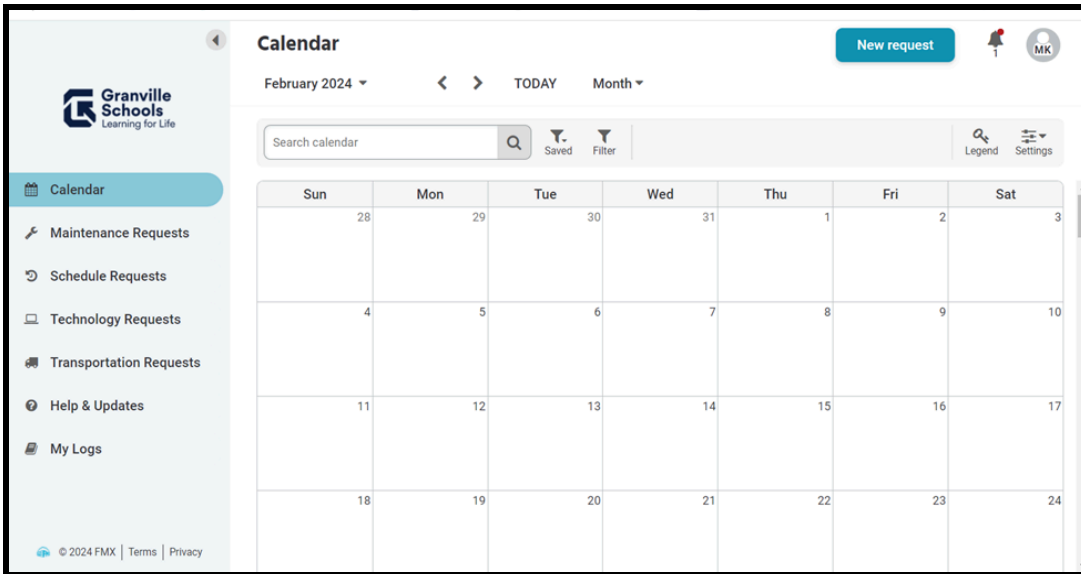 Granville
Schools
Learning for Life
Calendar
Maintenance Requests
Schedule Requests
Technology Requests
Transportation Requests
Help & Updates
My Logs
© 2024 FMX | Terms | Privacy
Calendar
New request
1
MK
February 2024
TODAY
Month
Search calendar
Saved
Filter
Legend
Settings
Sun Mon Tue Wed Thu Fri Sat
28 29 30 31 1 2 3
4 5 6 7 8 9 10
11 12 13 14 15 16 17
18 19 20 21 22 23 24